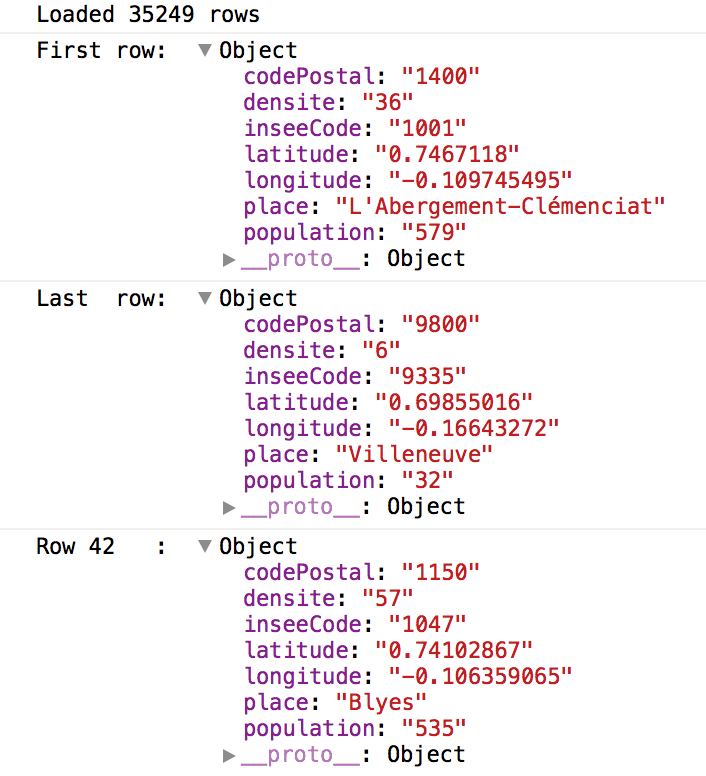 Loaded 35249 rows
First row: ▼ Object
codePostal: "1400"
densite: "36"
inseeCode: "1001"
latitude: "0.7467118"
longitude: "-0.109745495"
place: "L'Abergement-Clémenciat"
population: "579"
▶ __proto__: Object
Last  row: ▼ Object
codePostal: "9800"
densite: "6"
inseeCode: "9335"
latitude: "0.69855016"
longitude: "-0.16643272"
place: "Villeneuve"
population: "32"
▶ __proto__: Object
Row 42   : ▼ Object
codePostal: "1150"
densite: "57"
inseeCode: "1047"
latitude: "0.74102867"
longitude: "-0.106359065"
place: "Blyes"
population: "535"
▶ __proto__: Object